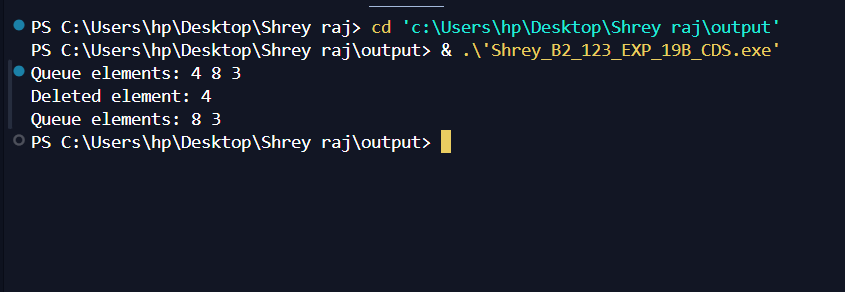 PS C:\Users\hp\Desktop\Shrey raj> cd 'c:\Users\hp\Desktop\Shrey raj\output'
PS C:\Users\hp\Desktop\Shrey raj\output> & .\'Shrey_B2_123_EXP_19B_CDS.exe'
Queue elements: 4 8 3
Deleted element: 4
Queue elements: 8 3
PS C:\Users\hp\Desktop\Shrey raj\output>